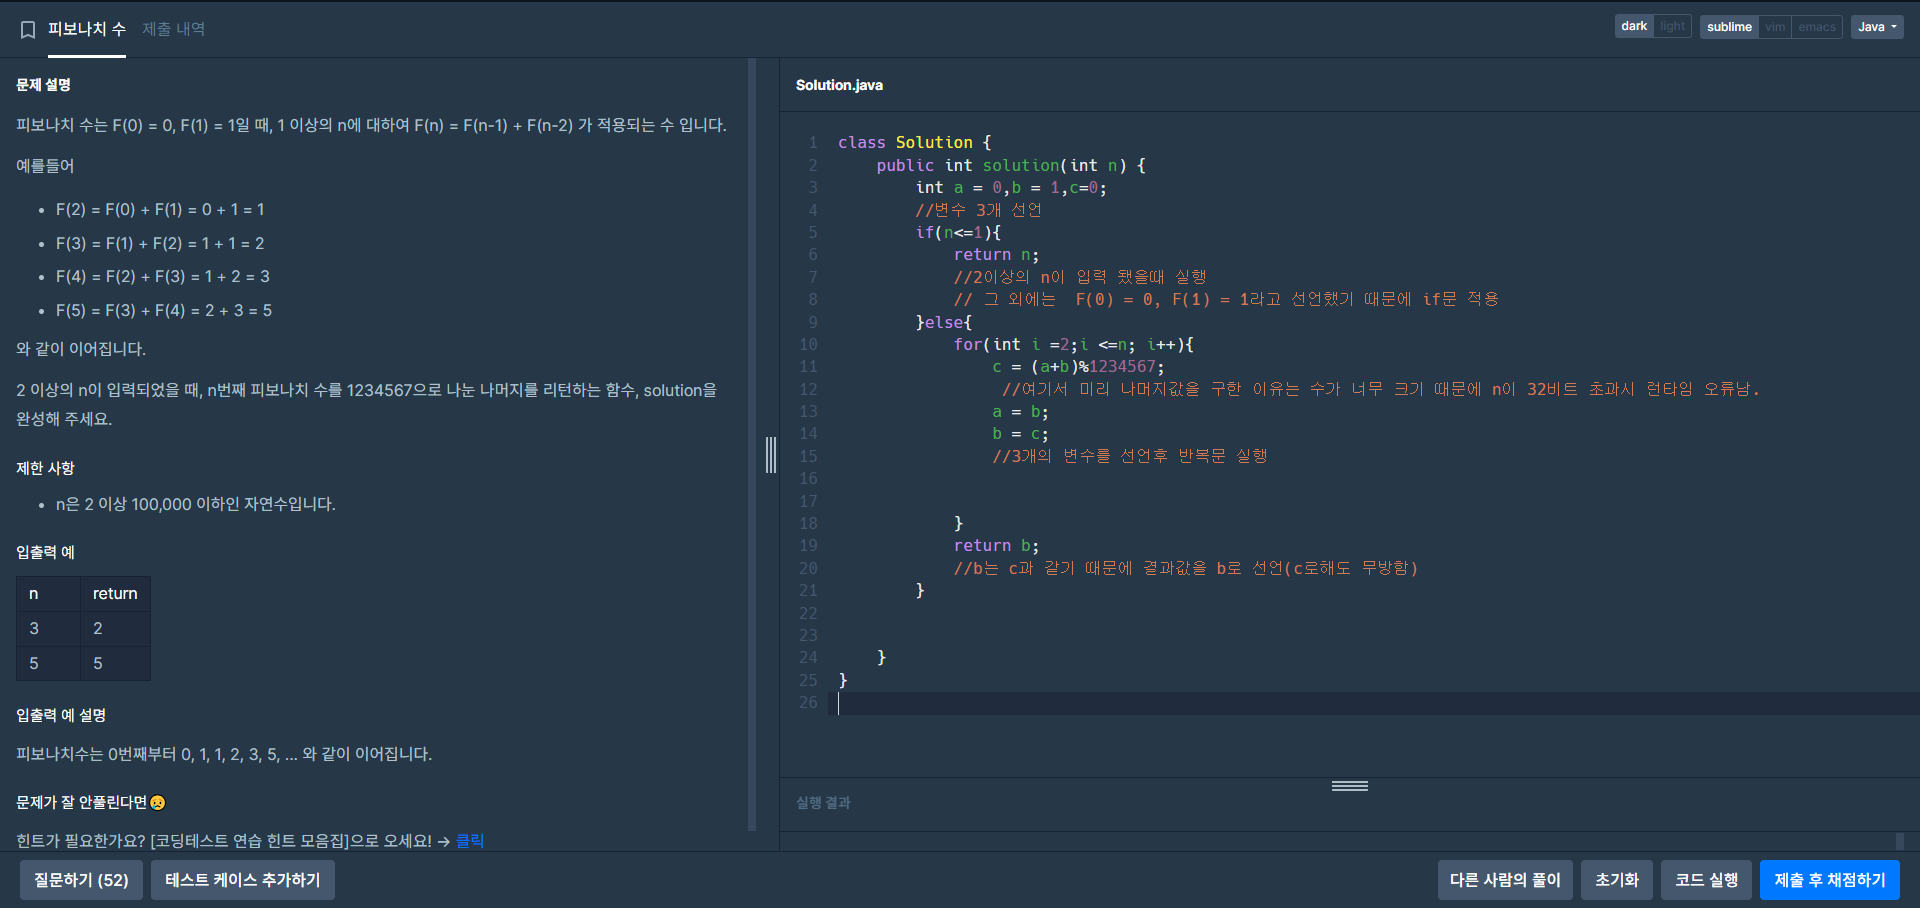 피보나치 수 제출 내역
dark light sublime vim emacs Java
문제 설명
피보나치 수는 F(0) = 0, F(1) = 1일 때, 1 이상의 n에 대하여 F(n) = F(n-1) + F(n-2) 가 적용되는 수 입니다.
예를들어
F(2) = F(0) + F(1) = 0 + 1 = 1
F(3) = F(1) + F(2) = 1 + 1 = 2
F(4) = F(2) + F(3) = 1 + 2 = 3
F(5) = F(3) + F(4) = 2 + 3 = 5
와 같이 이어집니다.
2 이상의 n이 입력되었을 때, n번째 피보나치 수를 1234567으로 나눈 나머지를 리턴하는 함수, solution을
완성해 주세요.
제한 사항
n은 2 이상 100,000 이하인 자연수입니다.
입출력 예
n return
3 2
5 5
입출력 예 설명
피보나치수는 0번째부터 0, 1, 1, 2, 3, 5, ... 와 같이 이어집니다.
문제가 잘 안풀린다면😢
힌트가 필요한가요? [코딩테스트 연습 힌트 모음집]으로 오세요! → 클릭
Solution.java
1 class Solution {
2 public int solution(int n) {
3 int a = 0,b = 1,c=0;
4 //변수 3개 선언
5 if(n<=1){
6 return n;
7 //2이상의 n이 입력 됐을때 실행
8 // 그 외에는  F(0) = 0, F(1) = 1라고 선언했기 때문에 if문 적용
9 }else{
10 for(int i =2;i <=n; i++){
11 c = (a+b)%1234567;
12 //여기서 미리 나머지값을 구한 이유는 수가 너무 크기 때문에 n이 32비트 초과시 런타임 오류남.
13 a = b;
14 b = c;
15 //3개의 변수를 선언후 반복문 실행
16
17
18 }
19 return b;
20 //b는 c과 같기 때문에 결과값을 b로 선언(c로해도 무방함)
21 }
22
23
24 }
25 }
26
실행 결과
질문하기 (52) 테스트 케이스 추가하기 다른 사람의 풀이 초기화 코드 실행 제출 후 채점하기